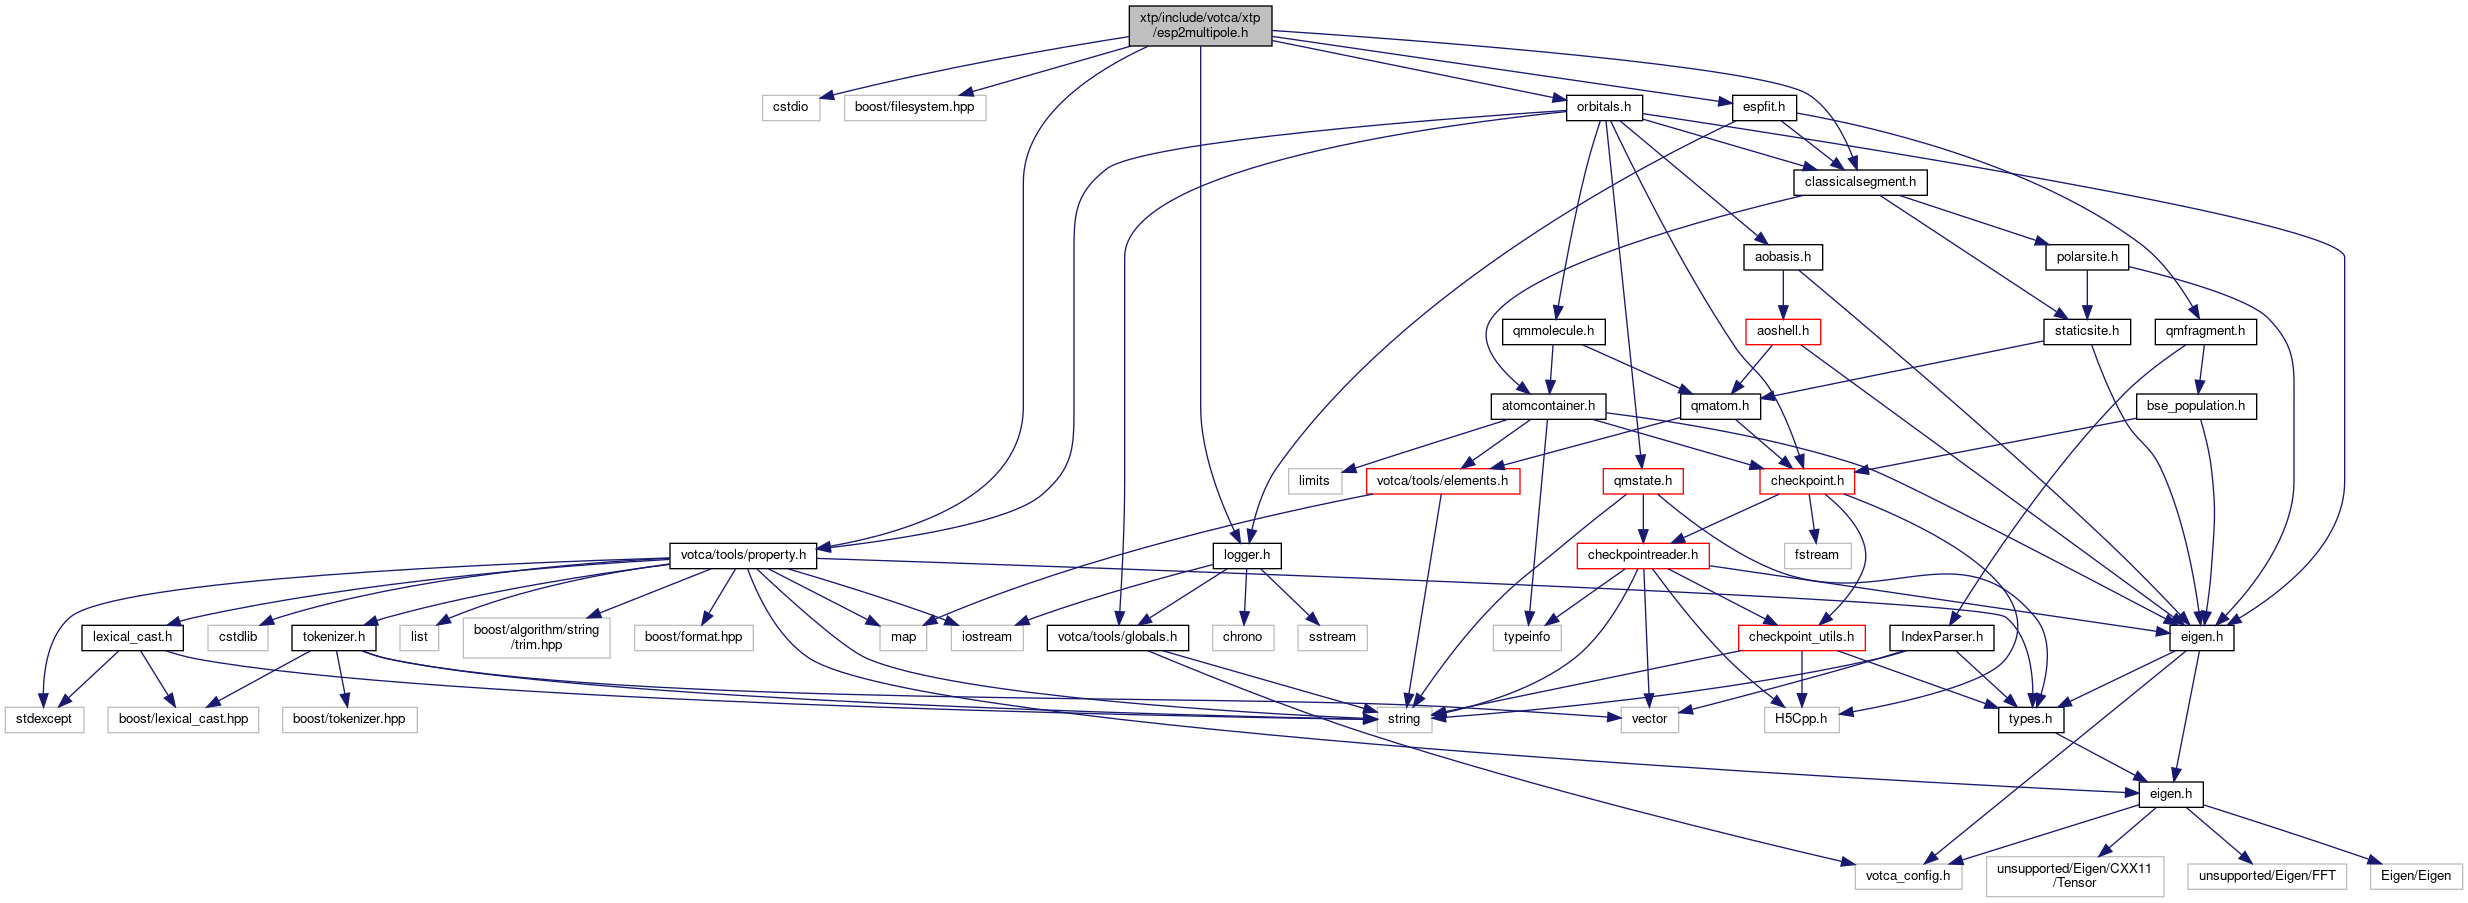 xtp/include/votca/xtp
/esp2multipole.h
cstdio
boost/filesystem.hpp
orbitals.h
espfit.h
classicalsegment.h
aobasis.h
polarsite.h
qmmolecule.h
aoshell.h
staticsite.h
qmfragment.h
atomcontainer.h
qmatom.h
bse_population.h
limits
votca/tools/elements.h
qmstate.h
checkpoint.h
votca/tools/property.h
logger.h
checkpointreader.h
fstream
lexical_cast.h
cstdlib
tokenizer.h
list
boost/algorithm/string
/trim.hpp
boost/format.hpp
map
iostream
votca/tools/globals.h
chrono
sstream
typeinfo
checkpoint_utils.h
IndexParser.h
eigen.h
stdexcept
boost/lexical_cast.hpp
boost/tokenizer.hpp
string
vector
H5Cpp.h
types.h
eigen.h
votca_config.h
unsupported/Eigen/CXX11
/Tensor
unsupported/Eigen/FFT
Eigen/Eigen